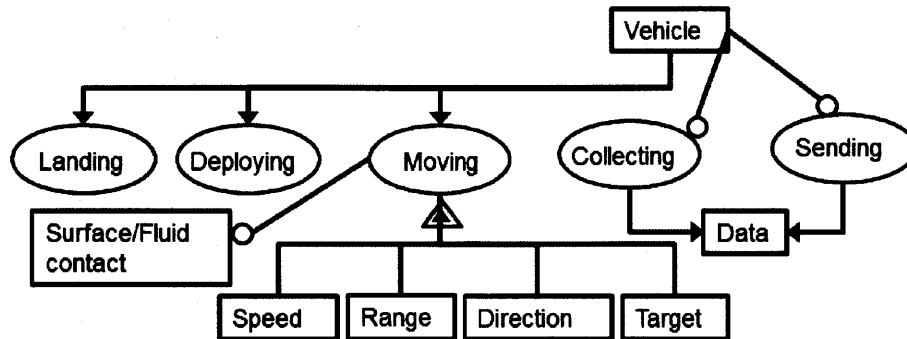 Vehicle
Landing
Deploying
Moving
Collecting
Sending
Surface/Fluid
contact
Data
Speed
Range
Direction
Target